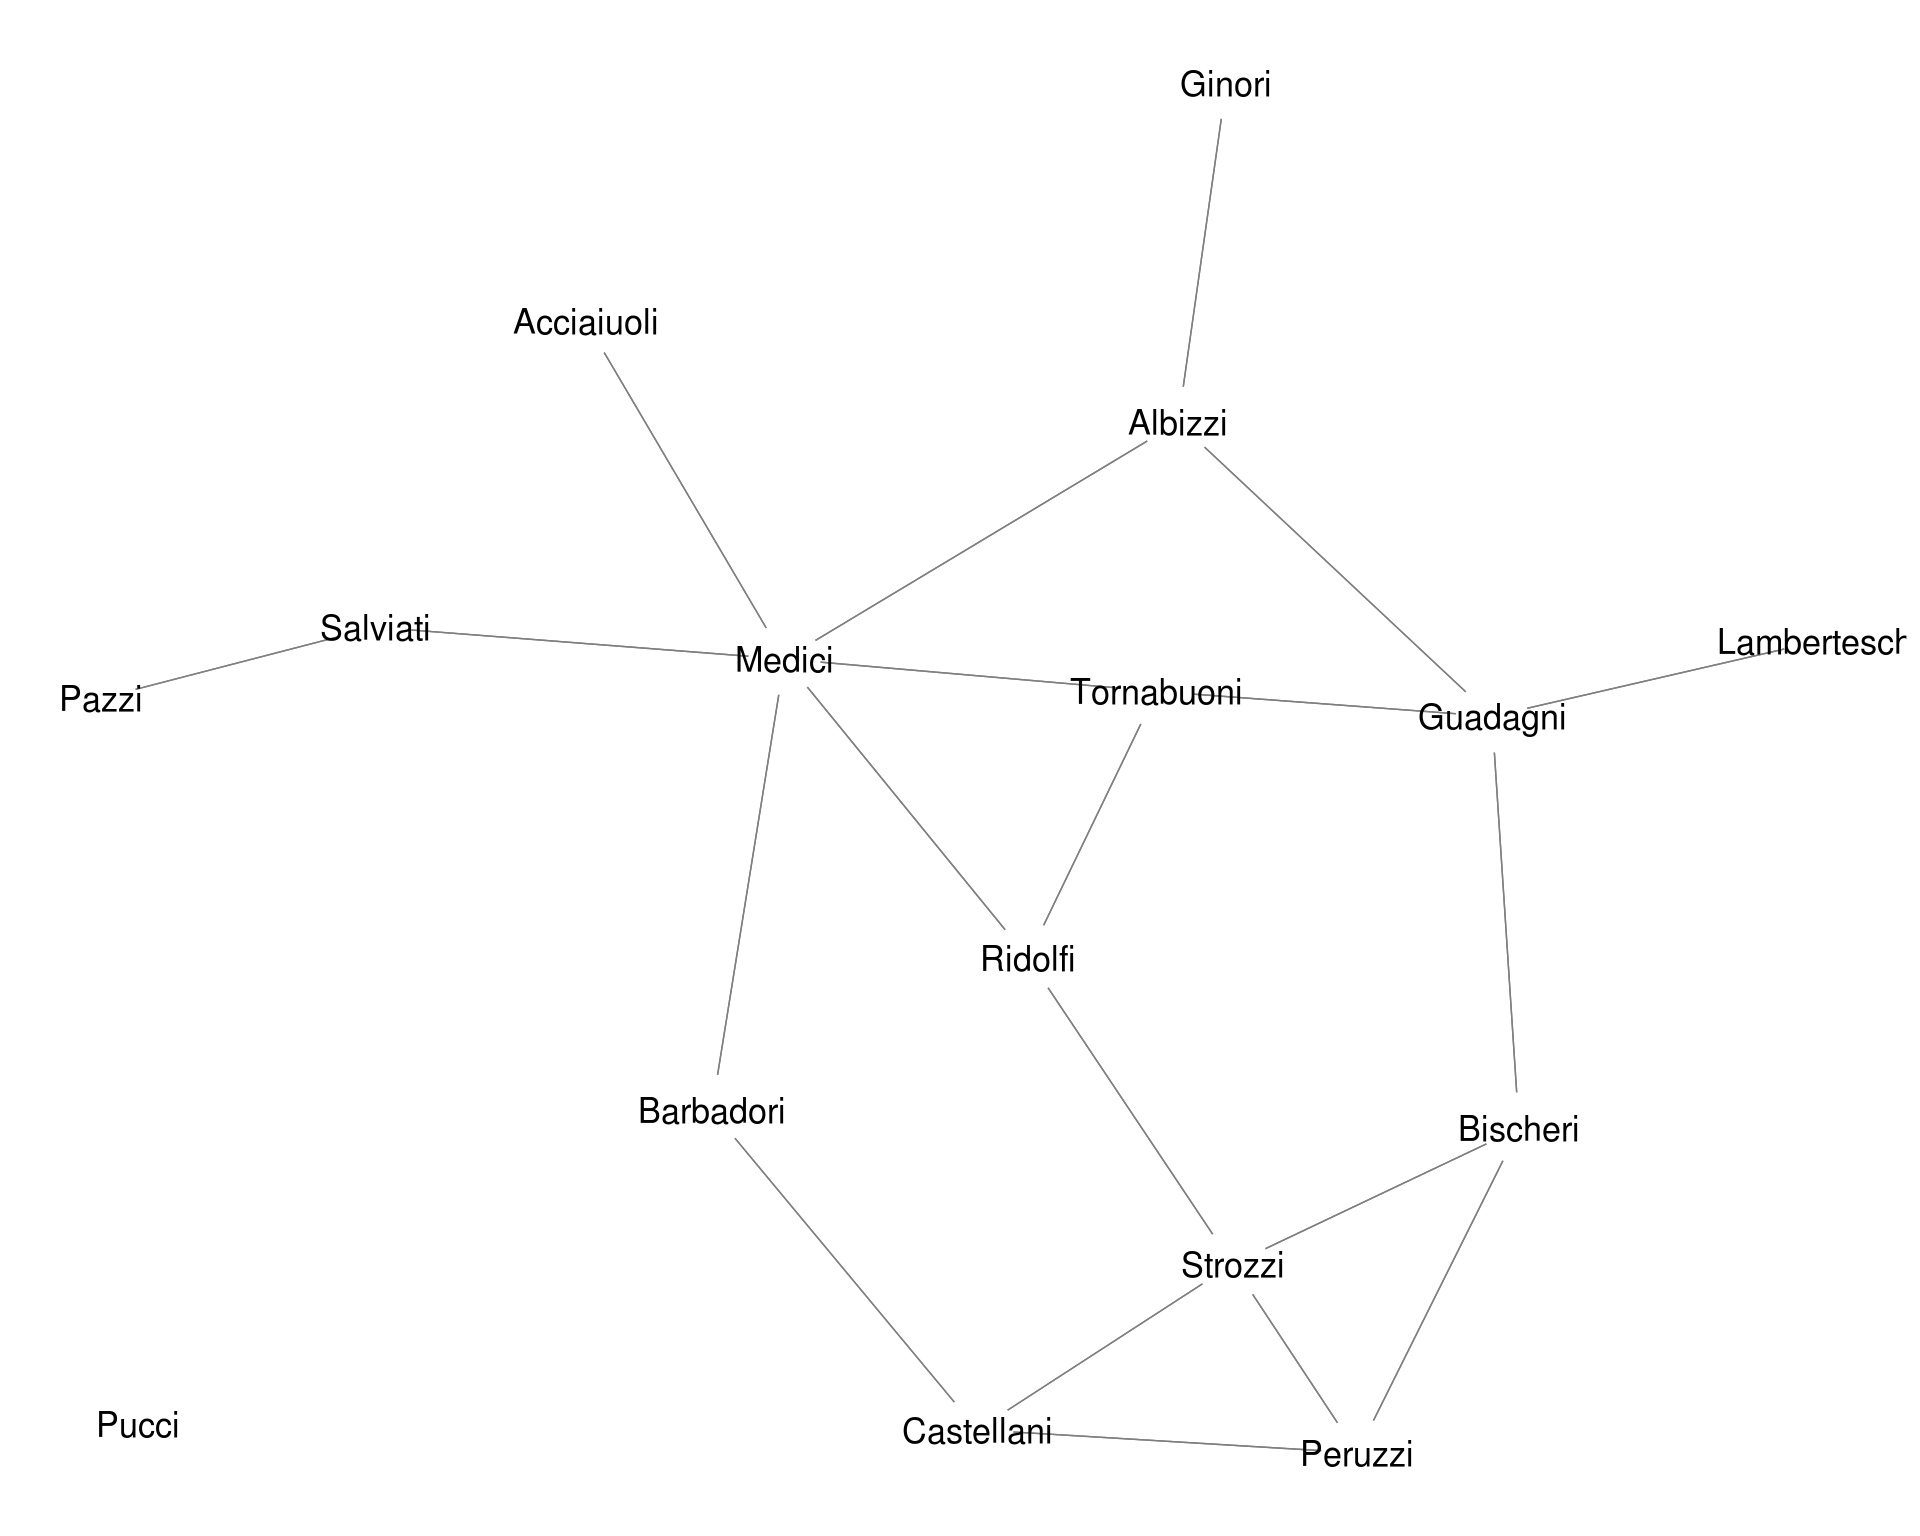 Ginori
Acciaiuoli
Albizzi
Salviati
Lambertesch
Medici
Pazzi
Tornabuoni
Guadagni
Ridolfi
Barbadori
Bischeri
Strozzi
Pucci
Castellani
Peruzzi